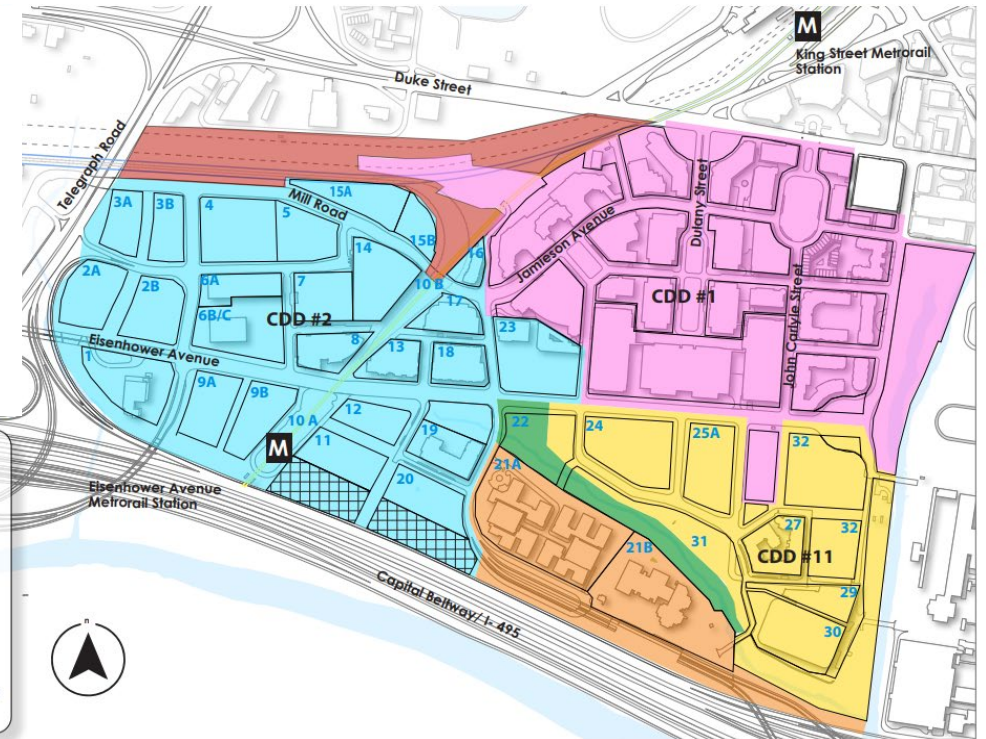 M
King Street Metrorail
Station
Duke Street
Telegraph Road
15A
Mill Road
3A
3B
4
5
15B
16
14
Dulany Street
Jamieson Avenue
2A
2B
6A
7
10 B
17
6B/C
CDD #2
CDD #1
John Carlyle Street
8
13
18
23
Eisenhower Avenue
1
9A
9B
10 A
12
11
19
22
24
25A
32
M
20
21A
Eisenhower Avenue
Metrorail Station
21B
31
27
32
CDD #11
29
30
Capital Beltway/ I- 495
n